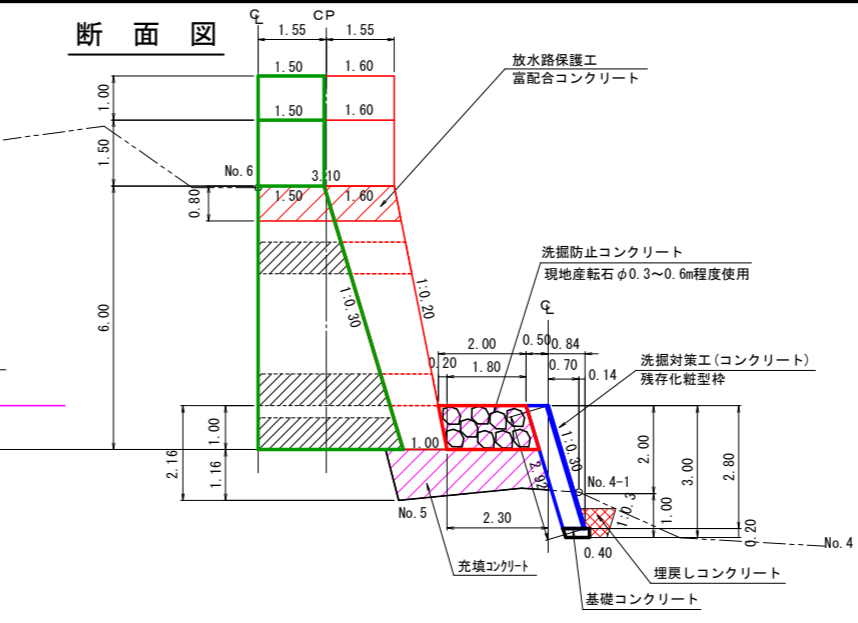 断面図
℄
CP
1.55
1.55
1.50
1.60
1.00
1.50
1.60
1.50
放水路保護工
富配合コンクリート
No.6
3.10
1.50
1.60
0.80
6.00
1:0.30
1:0.20
洗掘防止コンクリート
現地産転石φ0.3~0.6m程度使用
℄
2.00
0.50
0.84
0.20
1.80
0.70
0.14
洗掘対策工(コンクリート)
残存化粧型枠
2.16
1.00
1.16
1.00
1:0.30
2.92
2.00
3.00
2.80
No.4-1
1:0.3
1.00
0.20
No.5
2.30
0.40
No.4
充填コンクリート
埋戻しコンクリート
基礎コンクリート